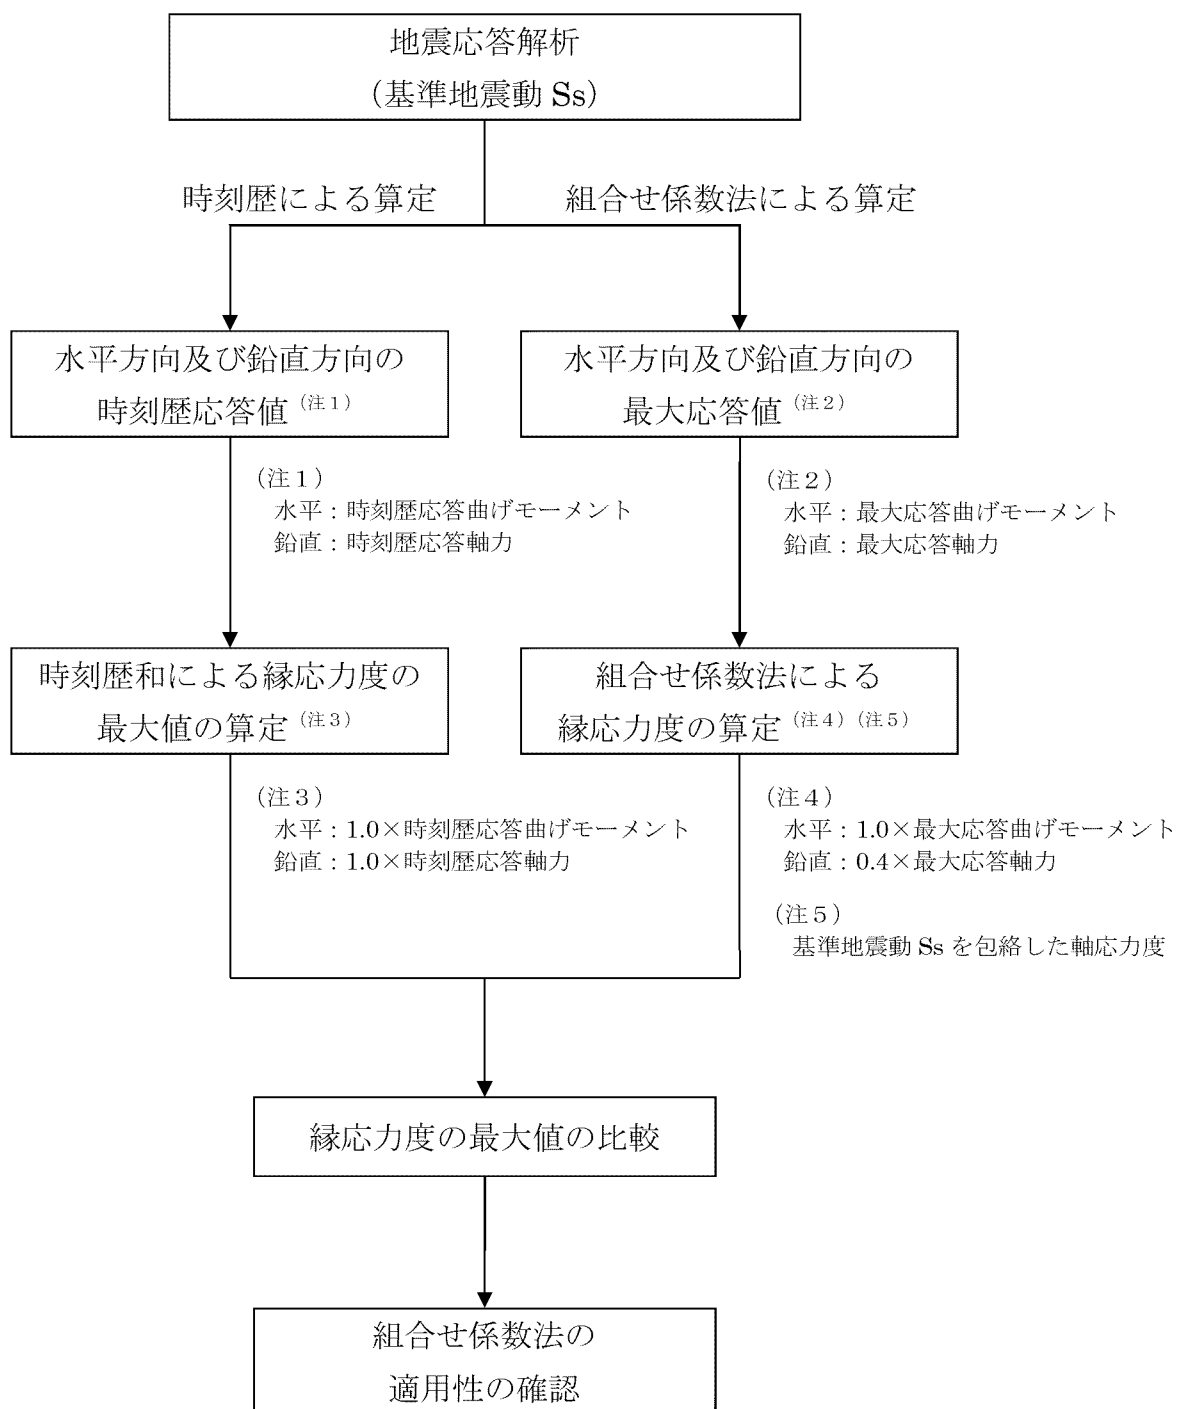 地震応答解析
（基準地震動 Ss）
時刻歴による算定
組合せ係数法による算定
水平方向及び鉛直方向の
時刻歴応答値（注１）
水平方向及び鉛直方向の
最大応答値（注２）
（注１）
水平：時刻歴応答曲げモーメント
鉛直：時刻歴応答軸力
（注２）
水平：最大応答曲げモーメント
鉛直：最大応答軸力
時刻歴和による縁応力度の
最大値の算定（注３）
組合せ係数法による
縁応力度の算定（注４）（注５）
（注３）
水平：1.0×時刻歴応答曲げモーメント
鉛直：1.0×時刻歴応答軸力
（注４）
水平：1.0×最大応答曲げモーメント
鉛直：0.4×最大応答軸力
（注５）
基準地震動 Ss を包絡した軸応力度
縁応力度の最大値の比較
組合せ係数法の
適用性の確認